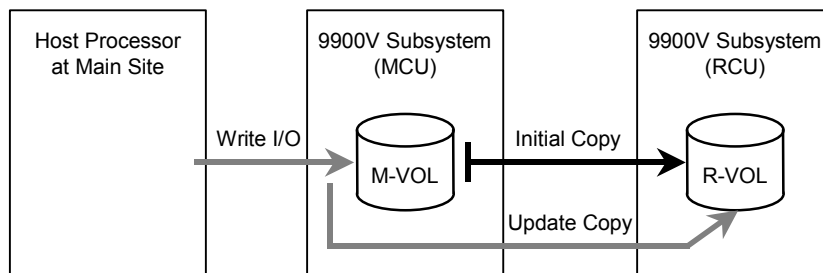 Host Processor
at Main Site
9900V Subsystem
(MCU)
9900V Subsystem
(RCU)
Write I/O
Initial Copy
M-VOL
R-VOL
Update Copy